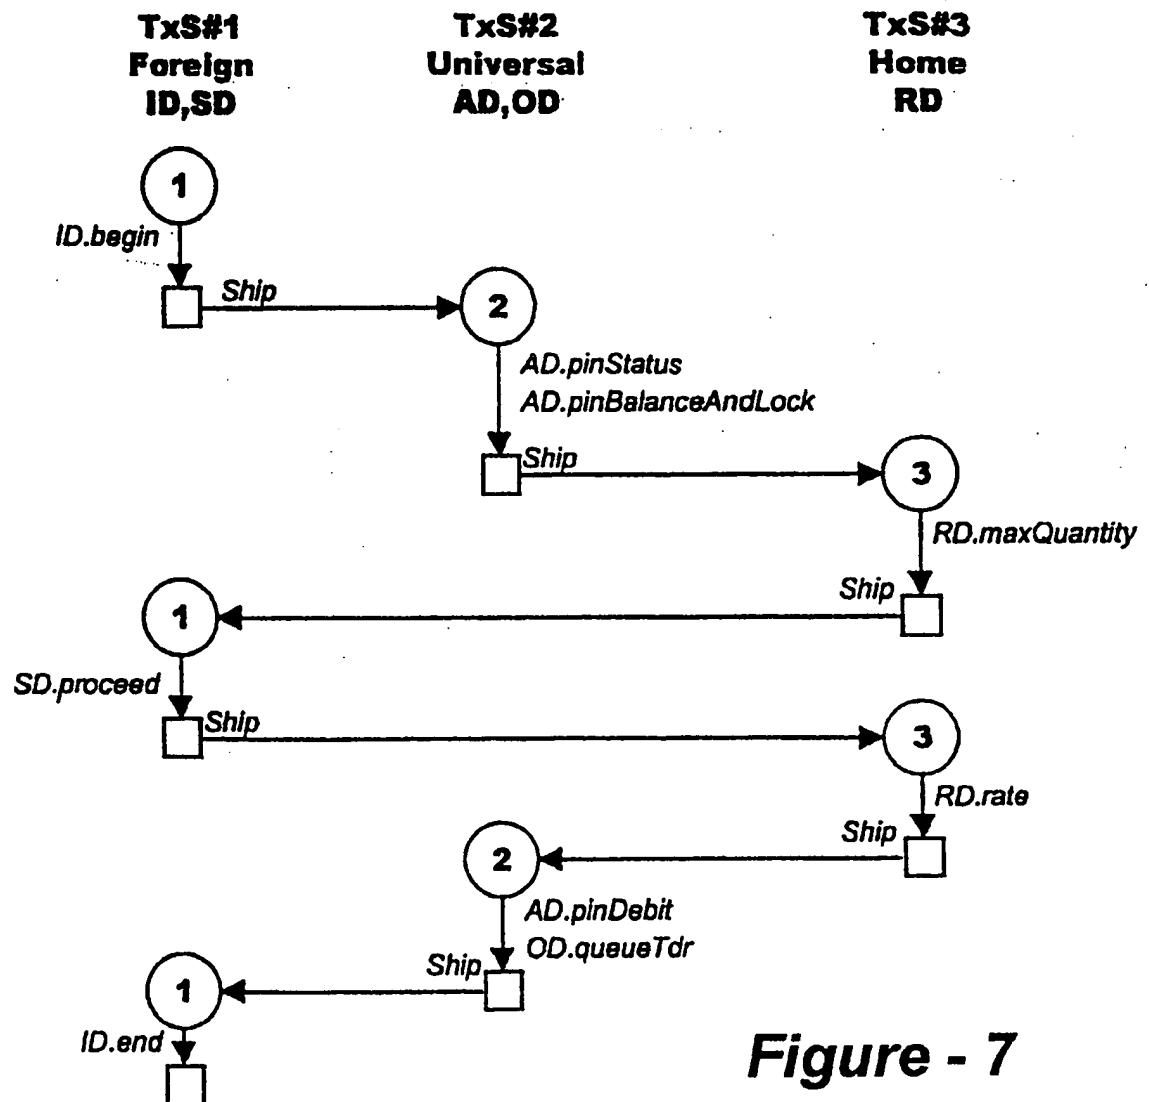 TxS#1
Foreign
ID,SD
TxS#2
Universal
AD,OD
TxS#3
Home
RD
1
ID.begin
Ship
2
AD.pinStatus
AD.pinBalanceAndLock
Ship
3
RD.maxQuantity
Ship
1
SD.proceed
Ship
3
RD.rate
Ship
2
AD.pinDebit
OD.queueTdr
Ship
1
ID.end
Figure - 7